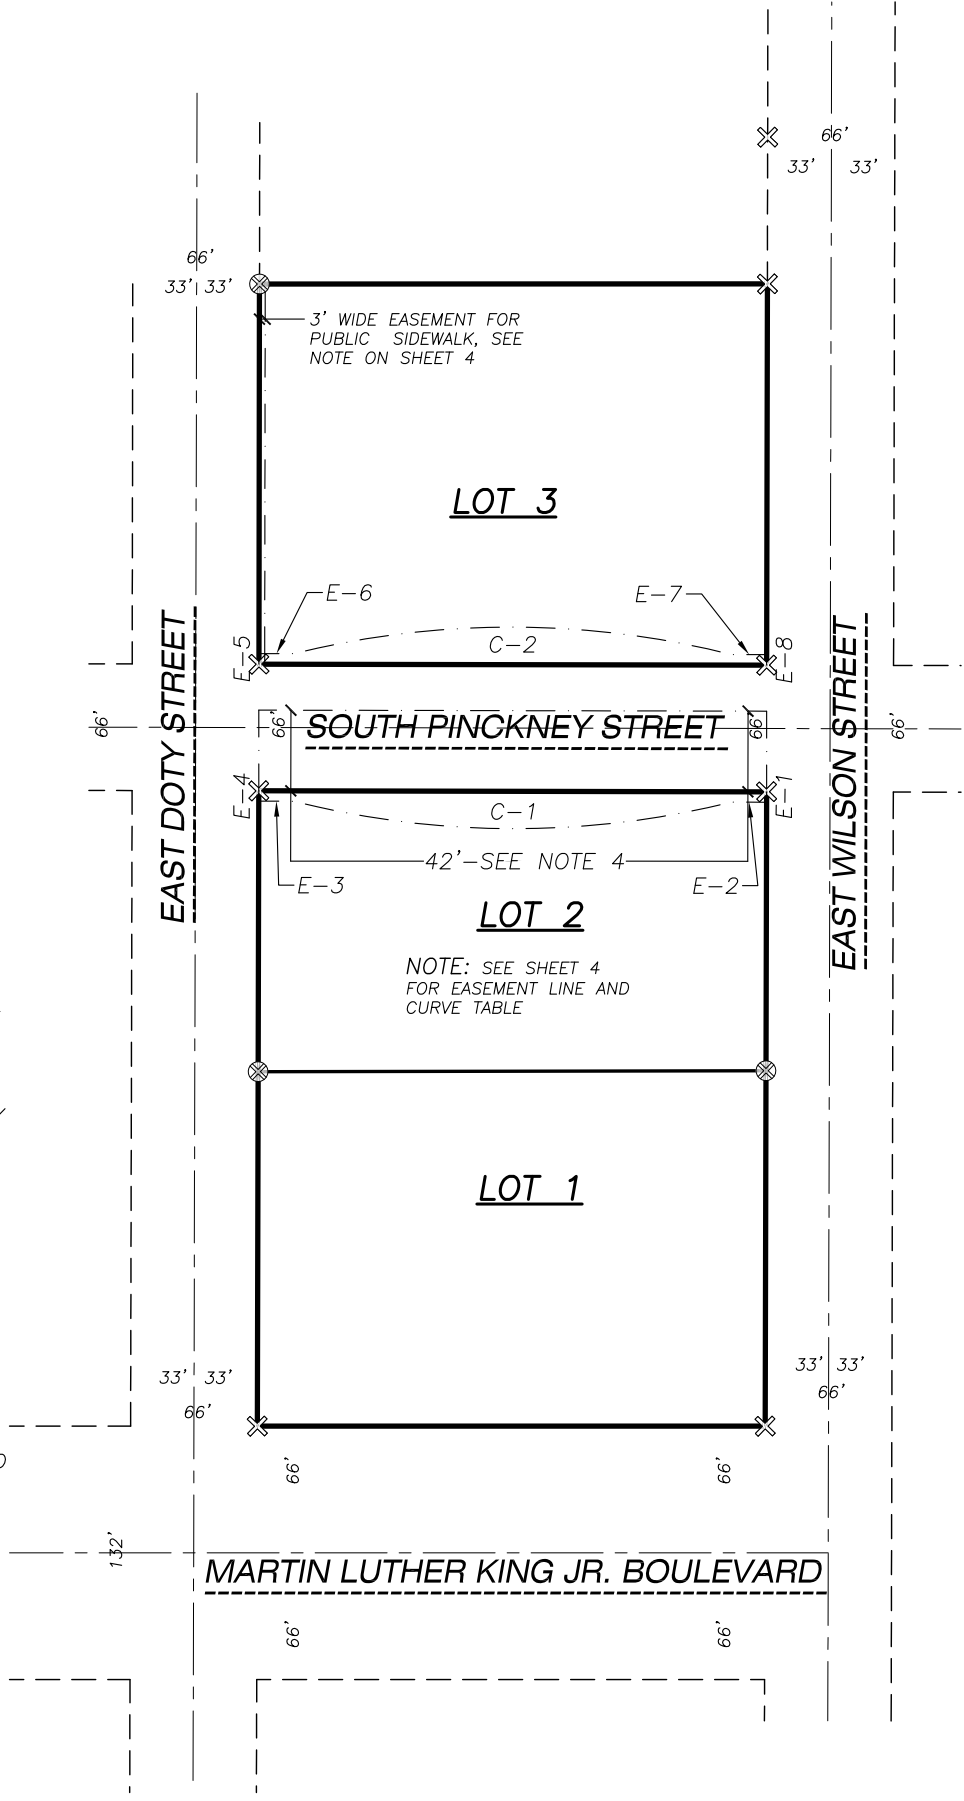 66'
33' 33'
66'
33' 33'
3' WIDE EASEMENT FOR
PUBLIC SIDEWALK, SEE
NOTE ON SHEET 4
LOT 3
E-6
E-7
C-2
E-5
E-8
EAST DOTY STREET
EAST WILSON STREET
66'
66'
SOUTH PINCKNEY STREET
66'
66'
E-4
E-1
C-1
42'-SEE NOTE 4
E-3
E-2
LOT 2
NOTE: SEE SHEET 4
FOR EASEMENT LINE AND
CURVE TABLE
LOT 1
33' 33'
66'
33' 33'
66'
66'
66'
132'
MARTIN LUTHER KING JR. BOULEVARD
66'
66'